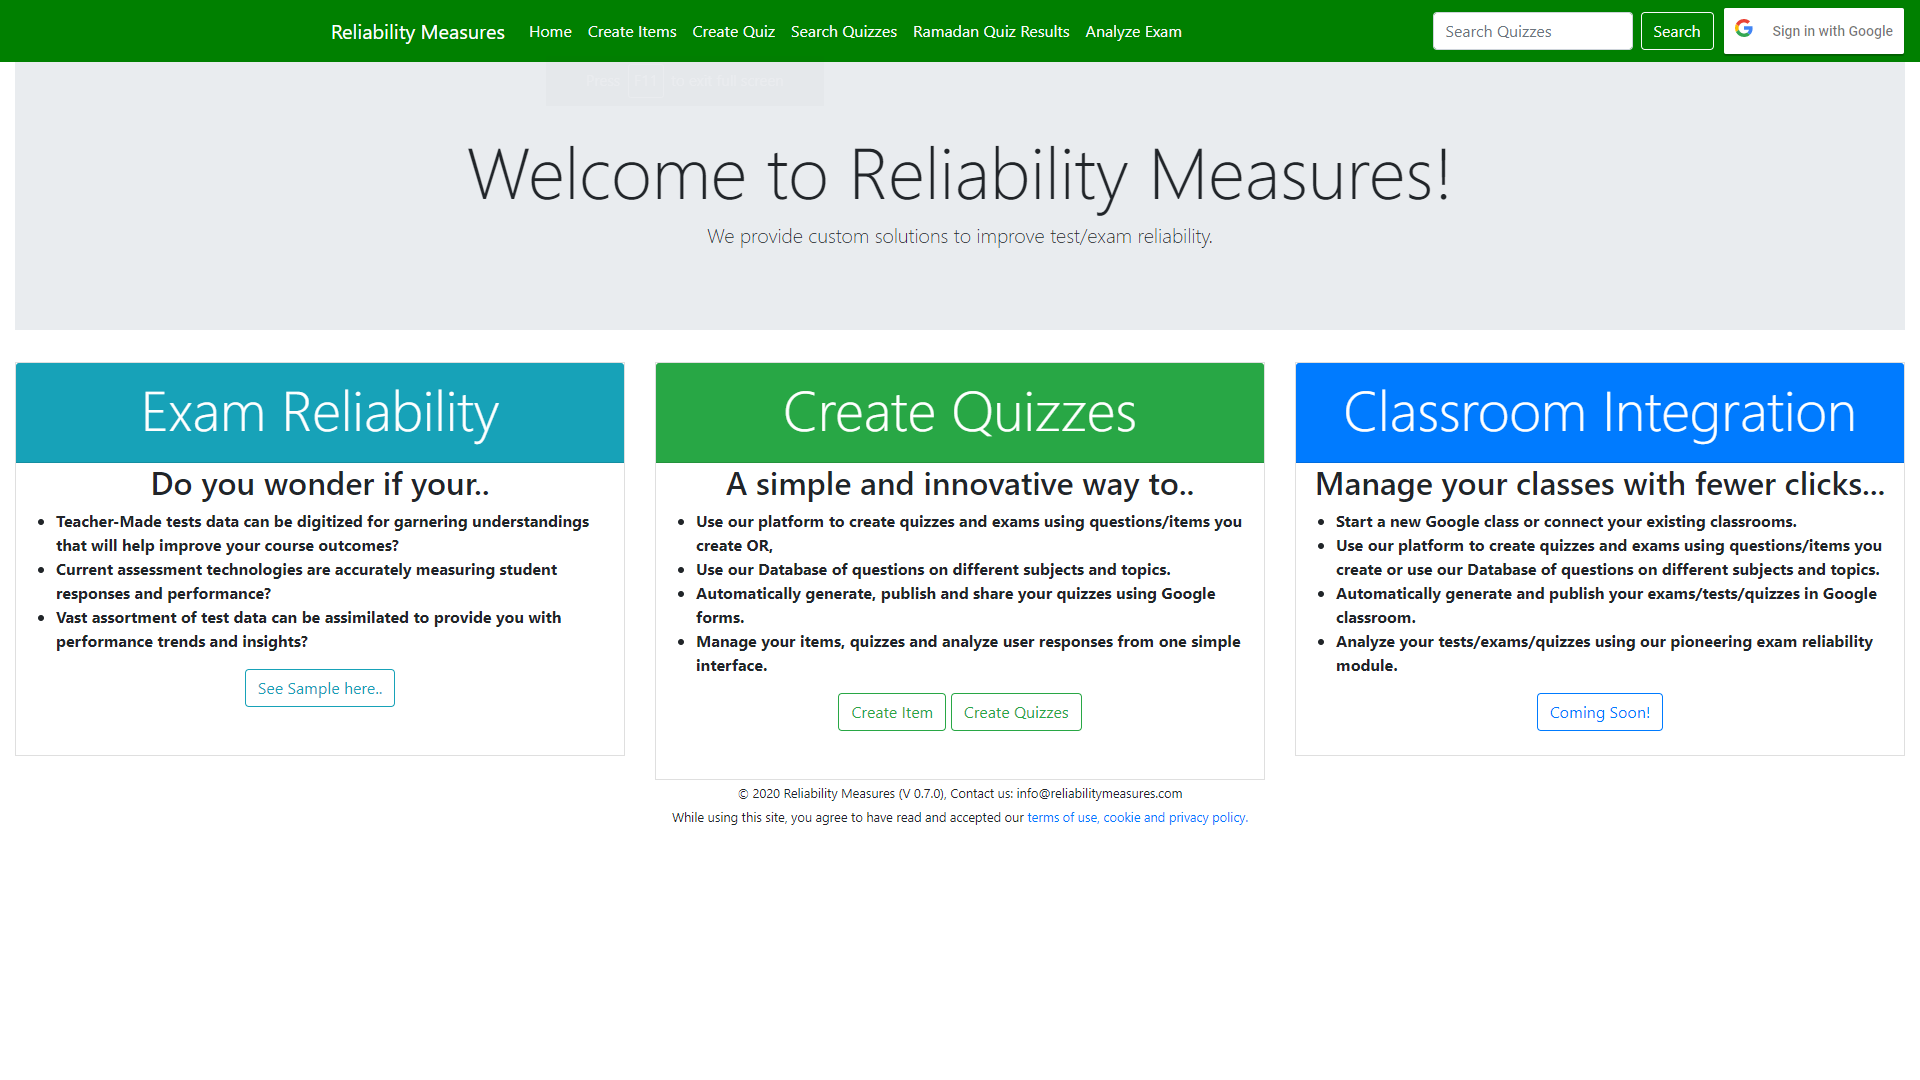 Reliability Measures Home Create Items Create Quiz Search Quizzes Ramadan Quiz Results Analyze Exam Search Quizzes Search Sign in with Google
Welcome to Reliability Measures!
We provide custom solutions to improve test/exam reliability.
Exam Reliability
Do you wonder if your..
• Teacher-Made tests data can be digitized for garnering understandings
that will help improve your course outcomes?
• Current assessment technologies are accurately measuring student
responses and performance?
• Vast assortment of test data can be assimilated to provide you with
performance trends and insights?
See Sample here..
Create Quizzes
A simple and innovative way to..
• Use our platform to create quizzes and exams using questions/items you
create OR,
• Use our Database of questions on different subjects and topics.
• Automatically generate, publish and share your quizzes using Google
forms.
• Manage your items, quizzes and analyze user responses from one simple
interface.
Create Item Create Quizzes
Classroom Integration
Manage your classes with fewer clicks...
• Start a new Google class or connect your existing classrooms.
• Use our platform to create quizzes and exams using questions/items you
create or use our Database of questions on different subjects and topics.
• Automatically generate and publish your exams/tests/quizzes in Google
classroom.
• Analyze your tests/exams/quizzes using our pioneering exam reliability
module.
Coming Soon!
© 2020 Reliability Measures (V 0.7.0), Contact us: info@reliabilitymeasures.com
While using this site, you agree to have read and accepted our terms of use, cookie and privacy policy.